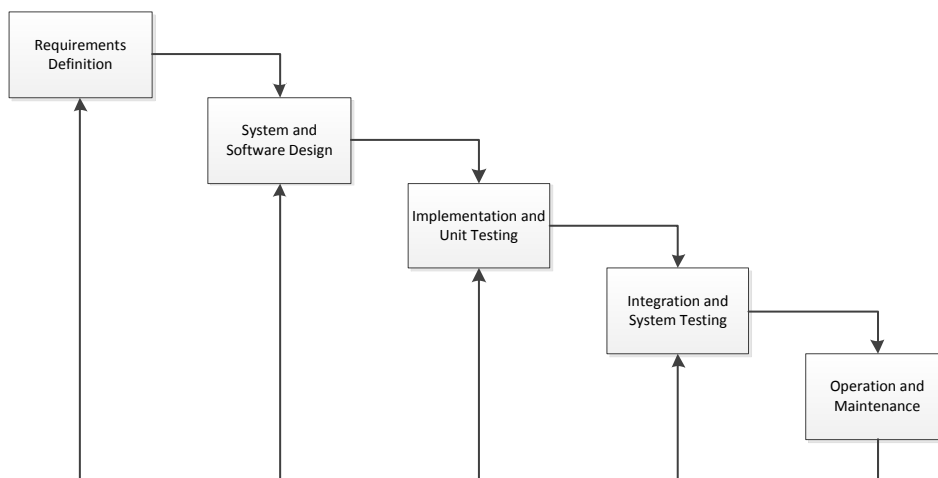 Requirements
Definition
System and
Software Design
Implementation and
Unit Testing
Integration and
System Testing
Operation and
Maintenance